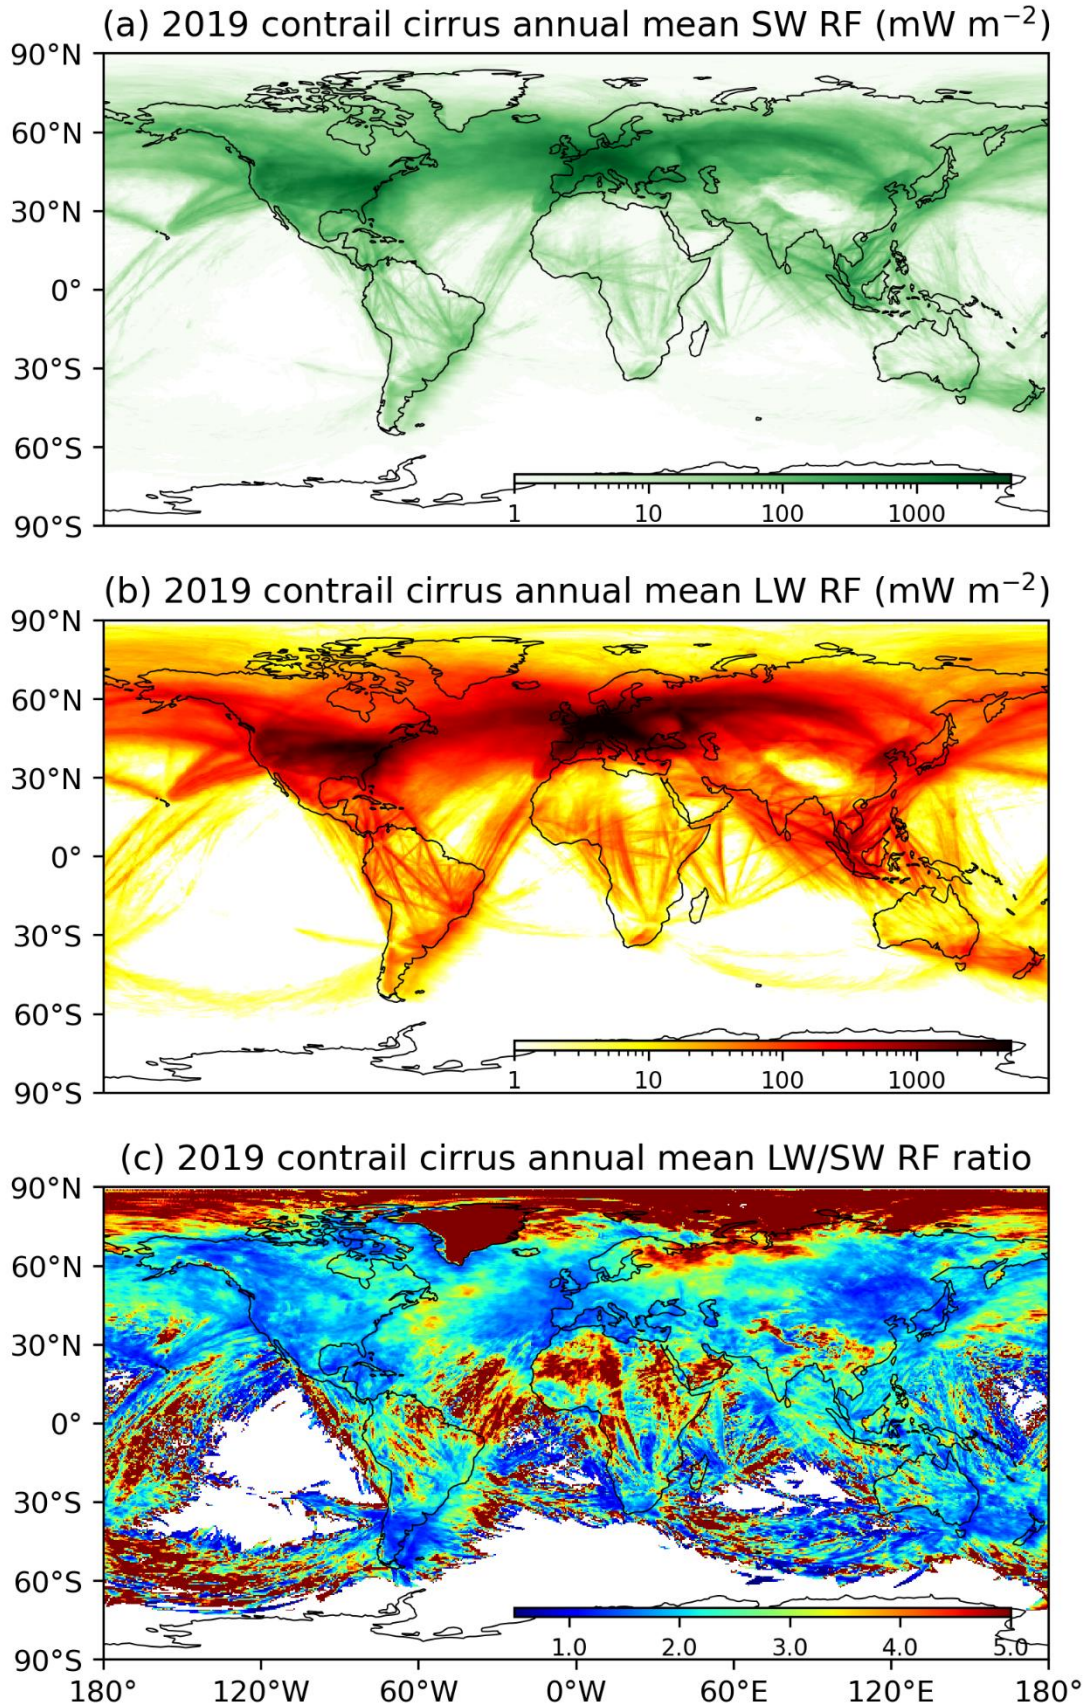 (a) 2019 contrail cirrus annual mean SW RF (mW m⁻²)
90°N
60°N
30°N
0°
30°S
60°S
90°S
1 10 100 1000
(b) 2019 contrail cirrus annual mean LW RF (mW m⁻²)
90°N
60°N
30°N
0°
30°S
60°S
90°S
1 10 100 1000
(c) 2019 contrail cirrus annual mean LW/SW RF ratio
90°N
60°N
30°N
0°
30°S
60°S
90°S
1.0 2.0 3.0 4.0 5.0
180° 120°W 60°W 0°W 60°E 120°E 180°